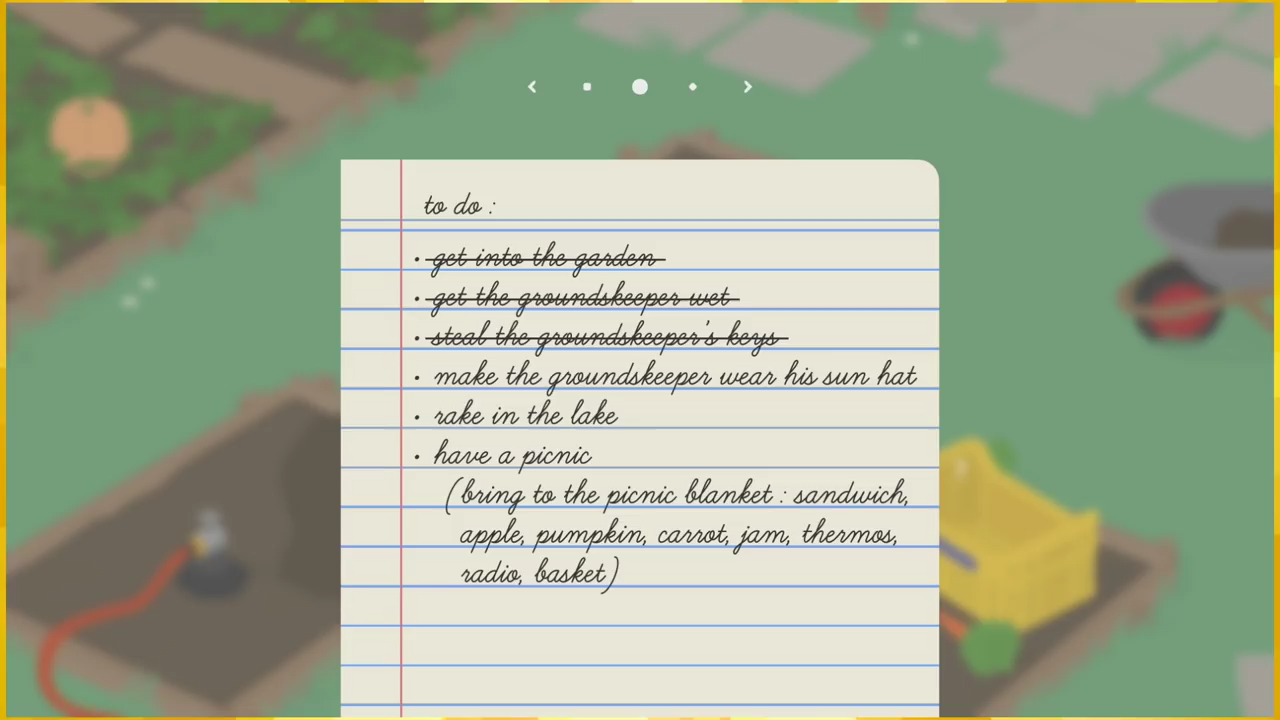 to do :
• get into the garden
• get the groundskeeper wet
• steal the groundskeeper's keys
• make the groundskeeper wear his sun hat
• rake in the lake
• have a picnic
(bring to the picnic blanket : sandwich,
apple, pumpkin, carrot, jam, thermos,
radio, basket)